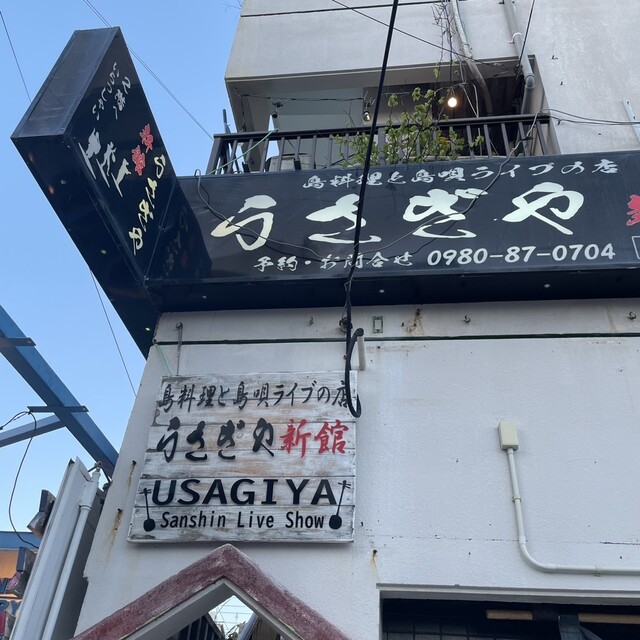 島料理と島唄ライブの店
うさぎや
予約・お問合せ 0980-87-0704
島料理と島唄ライブの店
うさぎや新館
USAGIYA
Sanshin Live Show